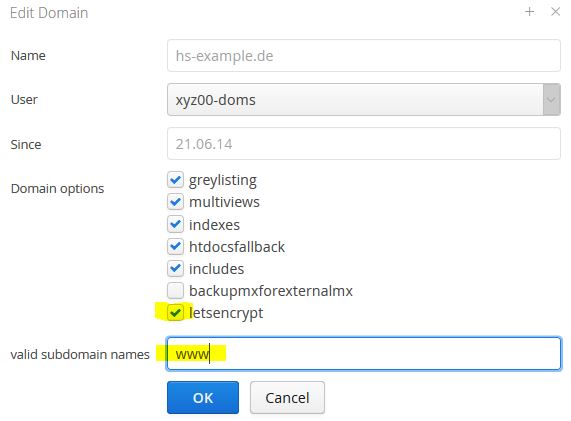 Edit Domain
Name hs-example.de
User xyz00-doms
Since 21.06.14
Domain options greylisting
multiviews
indexes
htdocsfallback
includes
backupmxforexternalmx
letsencrypt
valid subdomain names www
OK Cancel